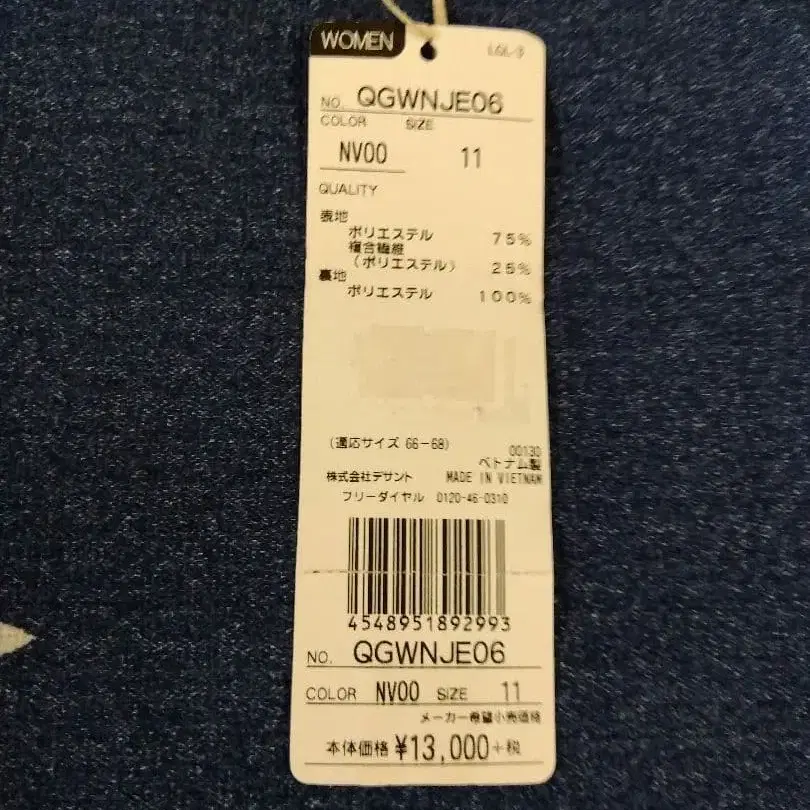 WOMEN
LGL-3
NO. QGWNJE06
COLOR SIZE
NV00 11
QUALITY
表地
ポリエステル 75%
複合繊維
(ポリエステル) 25%
裏地
ポリエステル 100%
(適応サイズ 66-68)
00130
ベトナム製
株式会社デサント MADE IN VIETNAM
フリーダイヤル 0120-46-0310
4548951892993
NO. QGWNJE06
COLOR NV00 SIZE 11
メーカー希望小売価格
本体価格 ¥13,000+税